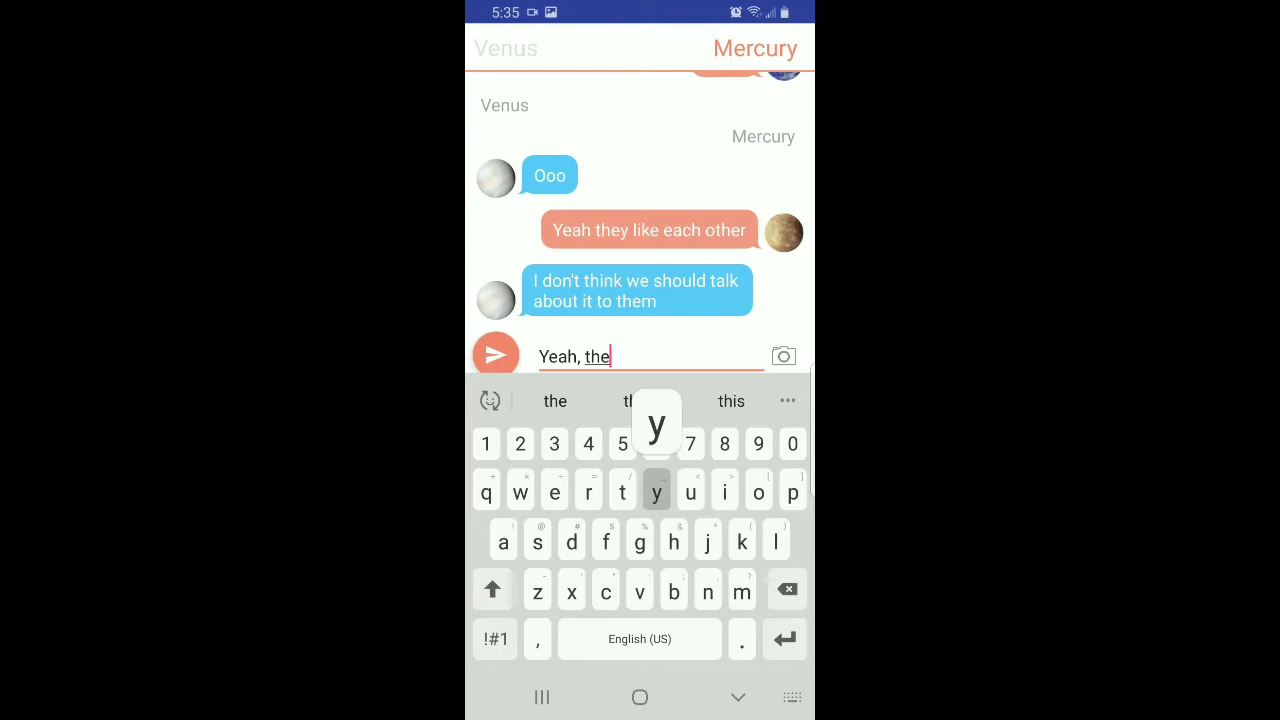 5:35
Venus Mercury
Venus
Mercury
Ooo
Yeah they like each other
I don't think we should talk
about it to them
Yeah, the
the th this
y
1 2 3 4 5 7 8 9 0
q w e r t y u i o p
a s d f g h j k l
z x c v b n m
!#1 , English (US) .